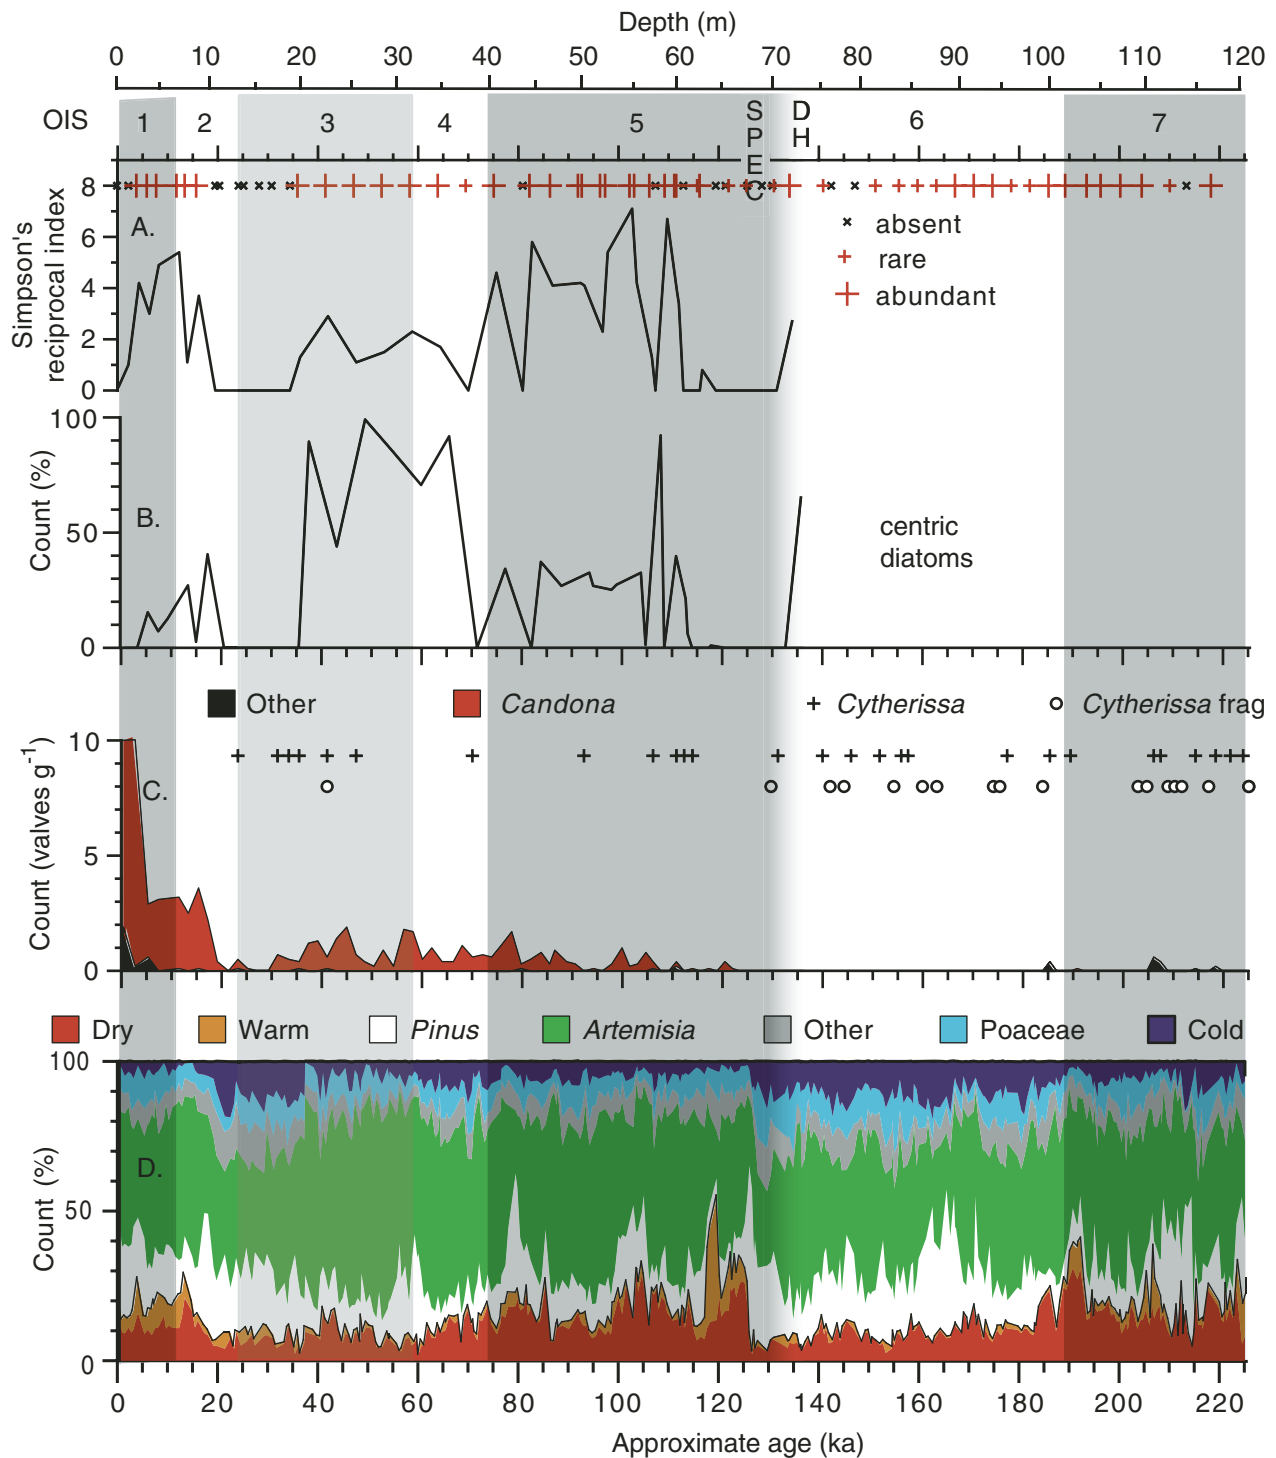 Depth (m)
0 10 20 30 40 50 60 70 80 90 100 110 120
OIS 1 2 3 4 5 6 7
S
P
E
C
D
H
Simpson's
reciprocal index
8
6
4
2
0
A.
absent
rare
abundant
Count (%)
100
50
0
B.
centric
diatoms
Other Candona Cytherissa Cytherissa frag
Count (valves g-1)
10
5
0
C.
Dry Warm Pinus Artemisia Other Poaceae Cold
Count (%)
100
50
0
D.
0 20 40 60 80 100 120 140 160 180 200 220
Approximate age (ka)